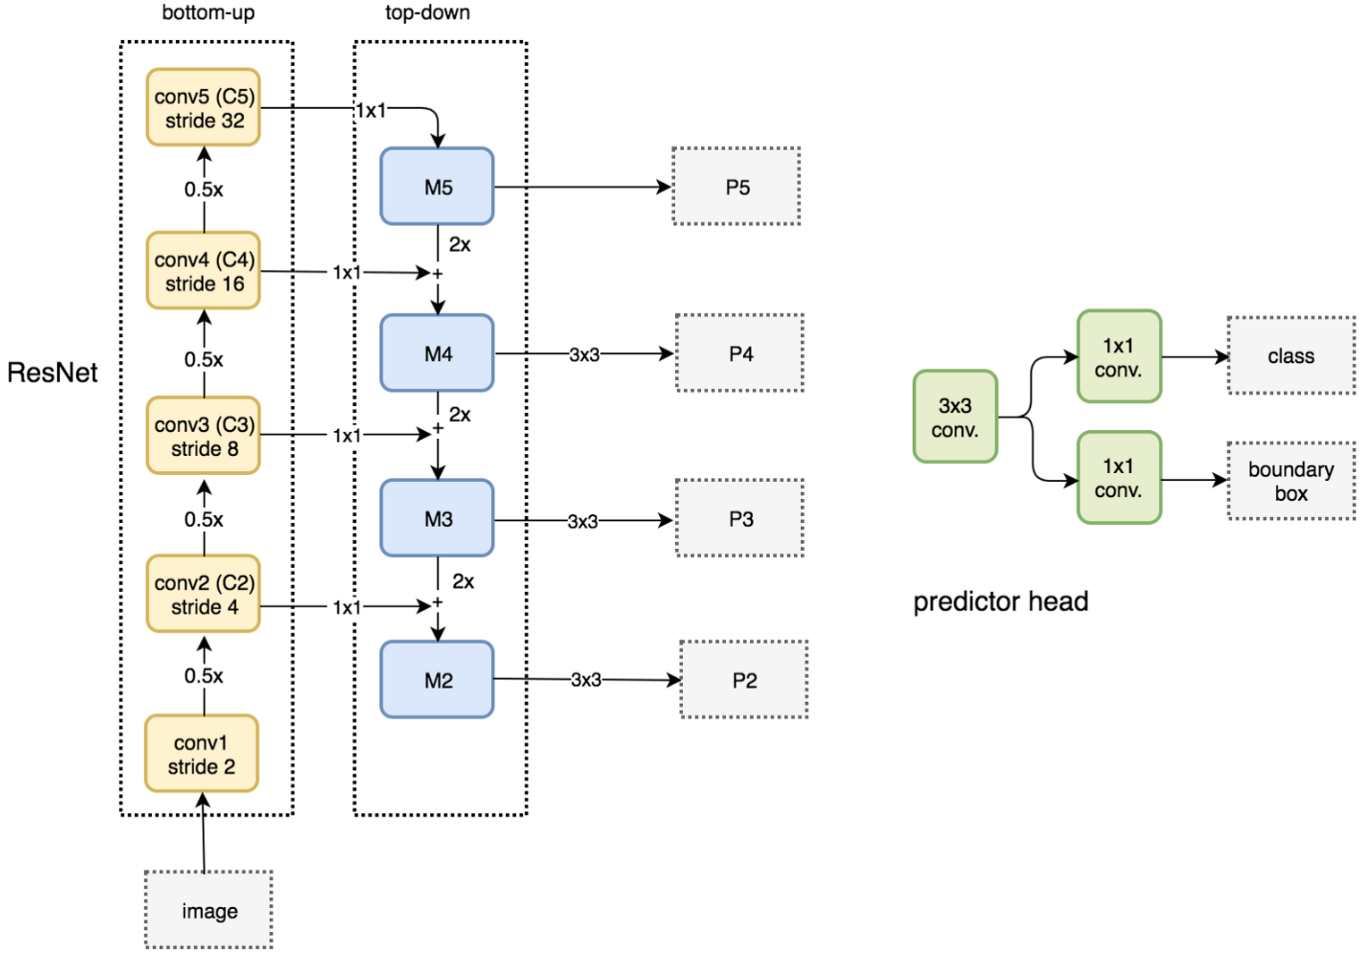 bottom-up
top-down
conv5 (C5)
stride 32
1x1
M5
P5
0.5x
2x
conv4 (C4)
stride 16
1x1
+
M4
3x3
P4
0.5x
2x
ResNet
conv3 (C3)
stride 8
1x1
+
M3
3x3
P3
0.5x
2x
conv2 (C2)
stride 4
1x1
+
M2
3x3
P2
0.5x
conv1
stride 2
image
3x3
conv.
1x1
conv.
class
1x1
conv.
boundary
box
predictor head